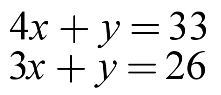 4x + y = 33
3x + y = 26